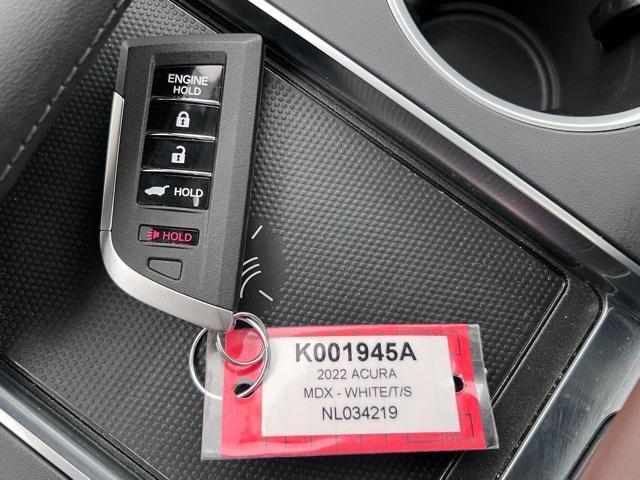 ENGINE
HOLD
HOLD
HOLD
K001945A
2022 ACURA
MDX - WHITE/T/S
NL034219